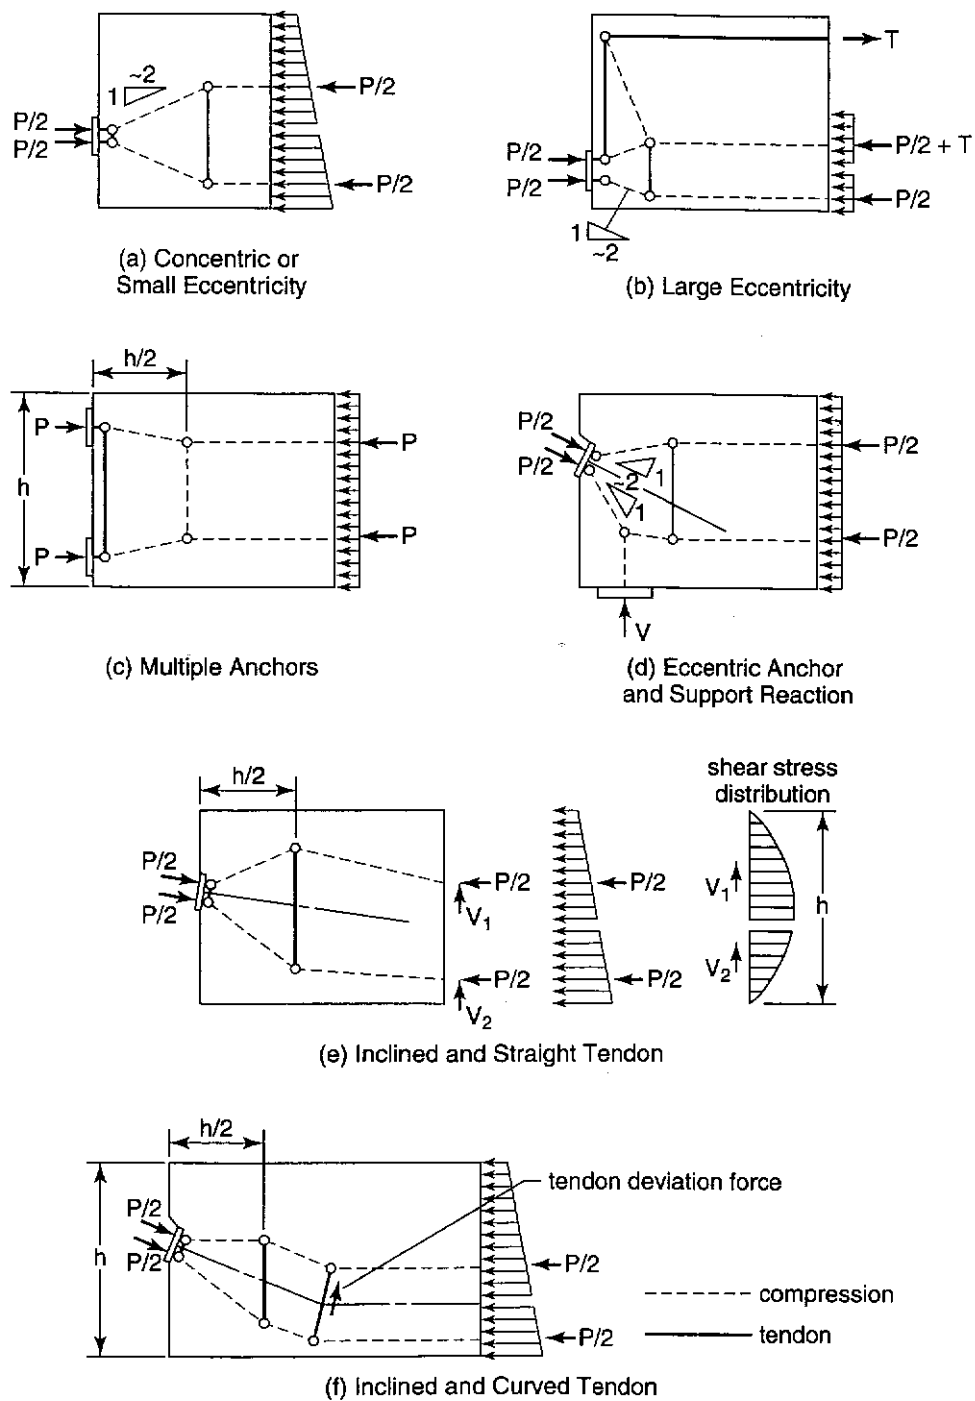 ~2
1
P/2
P/2
P/2
P/2
(a) Concentric or
Small Eccentricity
T
P/2
P/2
P/2 + T
P/2
1
~2
(b) Large Eccentricity
h/2
P
P
h
P
P
(c) Multiple Anchors
P/2
P/2
1
~2
1
P/2
P/2
V
(d) Eccentric Anchor
and Support Reaction
h/2
P/2
P/2
P/2
V1
P/2
V2
P/2
P/2
shear stress
distribution
V1
V2
h
(e) Inclined and Straight Tendon
h/2
h
P/2
P/2
tendon deviation force
P/2
P/2
compression
tendon
(f) Inclined and Curved Tendon